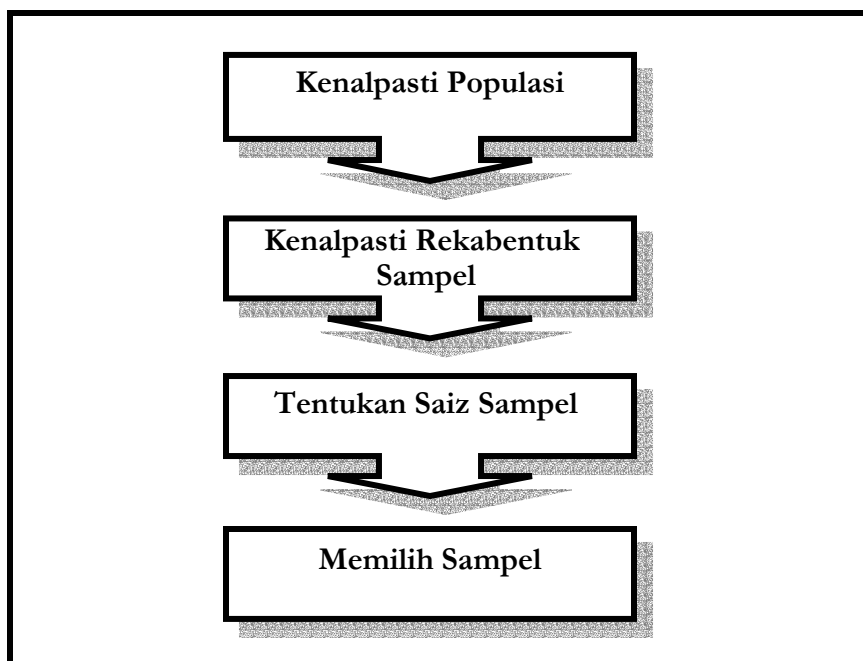 Kenalpasti Populasi
Kenalpasti Rekabentuk
Sampel
Tentukan Saiz Sampel
Memilih Sampel